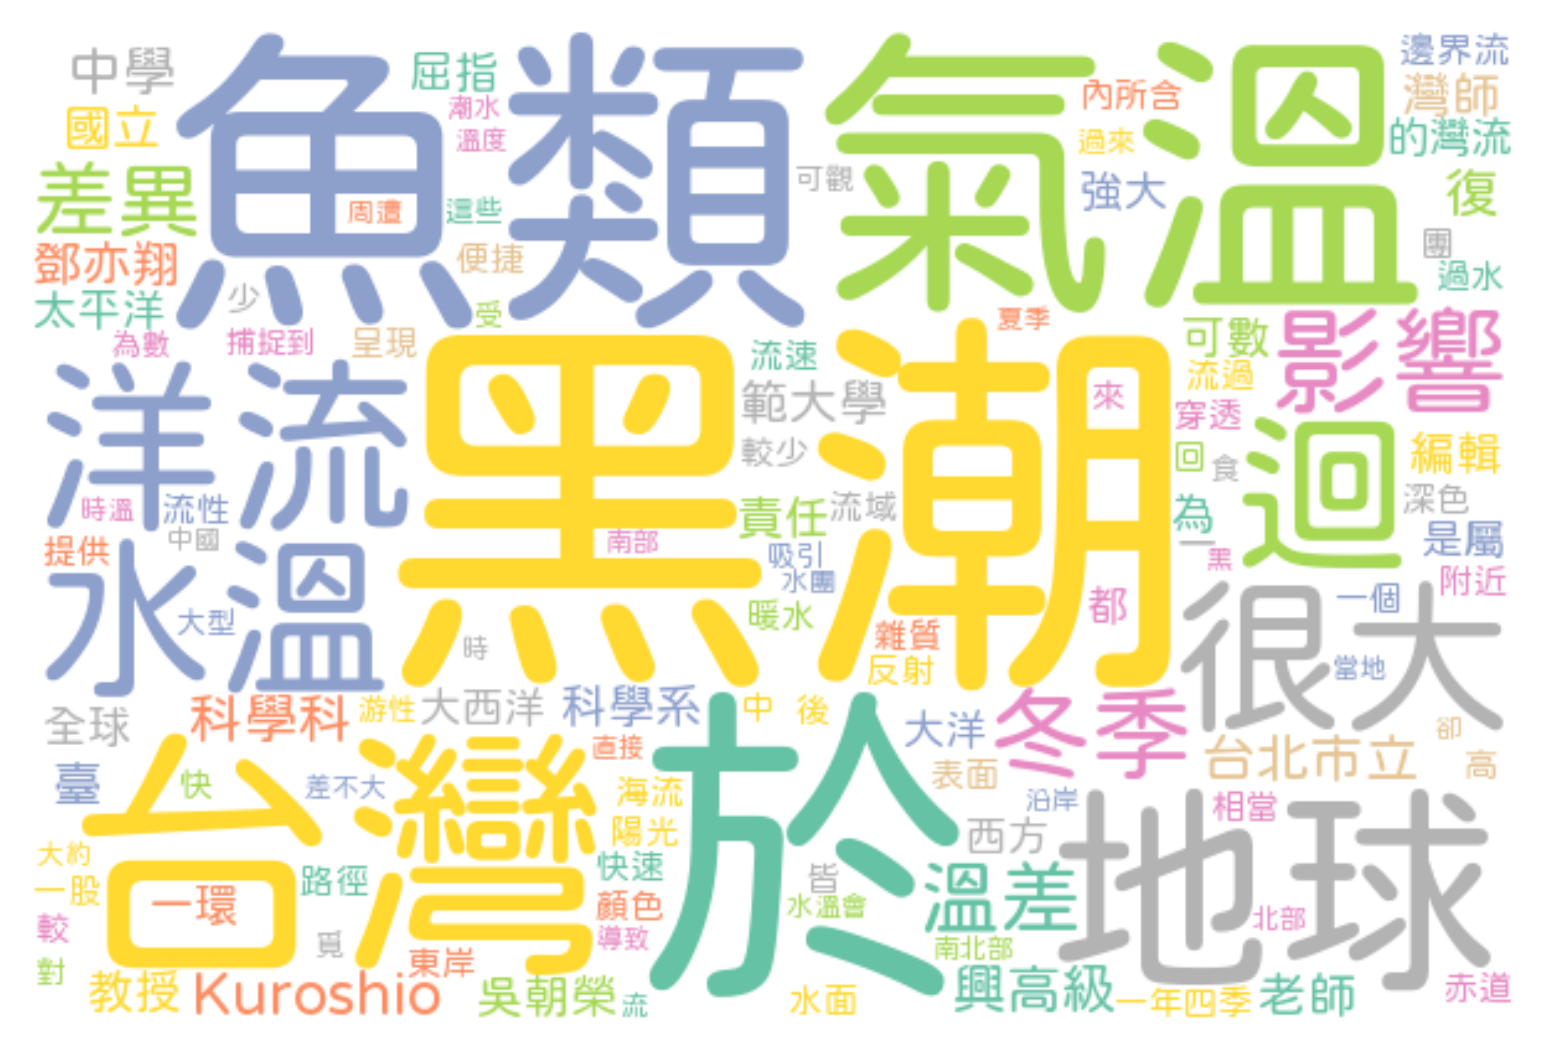 中學
魚類
屈指
氣溫
邊界流
內所含
灣師
國立
潮水
溫度
過來
的灣流
差異
可觀
強大
復
周遭
這些
鄧亦翔
便捷
團
過水
太平洋
少
受
夏季
為數
捕捉到
呈現
黑潮
流速
可數
影響
流過
洋流
範大學
來
穿透
迴
編輯
較少
回
食
時溫
流性
責任
流域
深色
中國
為
是屬
提供
南部
吸引
一
黑
水溫
水團
附近
大型
暖水
都
很大
一個
時
雜質
反射
當地
全球
科學科
游性
大西洋
科學系
中
後
大洋
冬季
卻
台灣
直接
於
台北市立
高
臺
快
差不大
海流
表面
沿岸
相當
地球
大約
陽光
西方
一股
一環
路徑
快速
皆
溫差
較
顏色
水溫會
北部
覓
導致
南北部
對
東岸
教授
Kuroshio
吳朝榮
流
水面
興高級
一年四季
老師
赤道